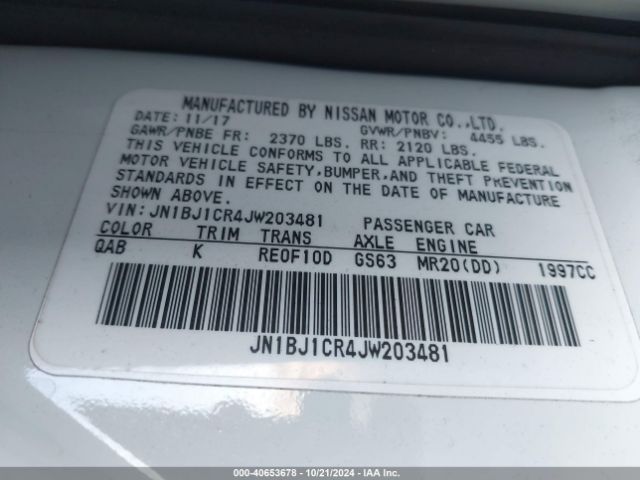 MANUFACTURED BY NISSAN MOTOR CO.,LTD.
DATE: 11/17 GVWR/PNBV: 4455 LBS.
GAWR/PNBE FR: 2370 LBS. RR: 2120 LBS.
THIS VEHICLE CONFORMS TO ALL APPLICABLE FEDERAL
MOTOR VEHICLE SAFETY,BUMPER,AND THEFT PREVENTION
STANDARDS IN EFFECT ON THE DATE OF MANUFACTURE
SHOWN ABOVE.
VIN: JN1BJ1CR4JW203481 PASSENGER CAR
COLOR TRIM TRANS AXLE ENGINE
QAB K RE0F10D GS63 MR20(DD) 1997CC
JN1BJ1CR4JW203481
000-40653678 - 10/21/2024 - IAA Inc.